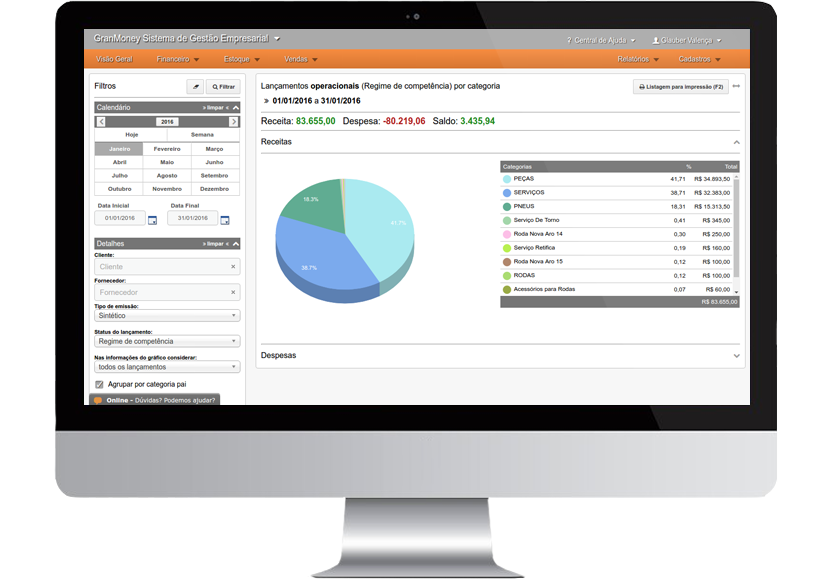 GranMoney Sistema de Gestão Empresarial
? Central de Ajuda
Glauber Valença
Visão Geral Financeiro Estoque Vendas Relatórios Cadastros
Filtros
Filtrar
Calendário
» limpar «
2016
Hoje Semana
Janeiro Fevereiro Março
Abril Maio Junho
Julho Agosto Setembro
Outubro Novembro Dezembro
Data Inicial Data Final
01/01/2016 31/01/2016
Detalhes
» limpar «
Cliente:
Cliente ×
Fornecedor:
Fornecedor ×
Tipo de emissão:
Sintético
Status do lançamento:
Regime de competência
Nas informações do gráfico considerar:
todos os lançamentos
Agrupar por categoria pai
Online - Dúvidas? Podemos ajudar?
Lançamentos operacionais (Regime de competência) por categoria
Listagem para impressão (F2)
» 01/01/2016 a 31/01/2016
Receita: 83.655,00 Despesa: -80.219,06 Saldo: 3.435,94
Receitas
41.7%
38.7%
18.3%
Categorias % Total
PEÇAS 41,71 R$ 34.893,50
SERVIÇOS 38,71 R$ 32.383,00
PNEUS 18,31 R$ 15.313,50
Serviço De Torno 0,41 R$ 345,00
Roda Nova Aro 14 0,30 R$ 250,00
Serviço Retifica 0,19 R$ 160,00
Roda Nova Aro 15 0,12 R$ 100,00
RODAS 0,12 R$ 100,00
Acessórios para Rodas 0,07 R$ 60,00
R$ 83.655,00
Despesas